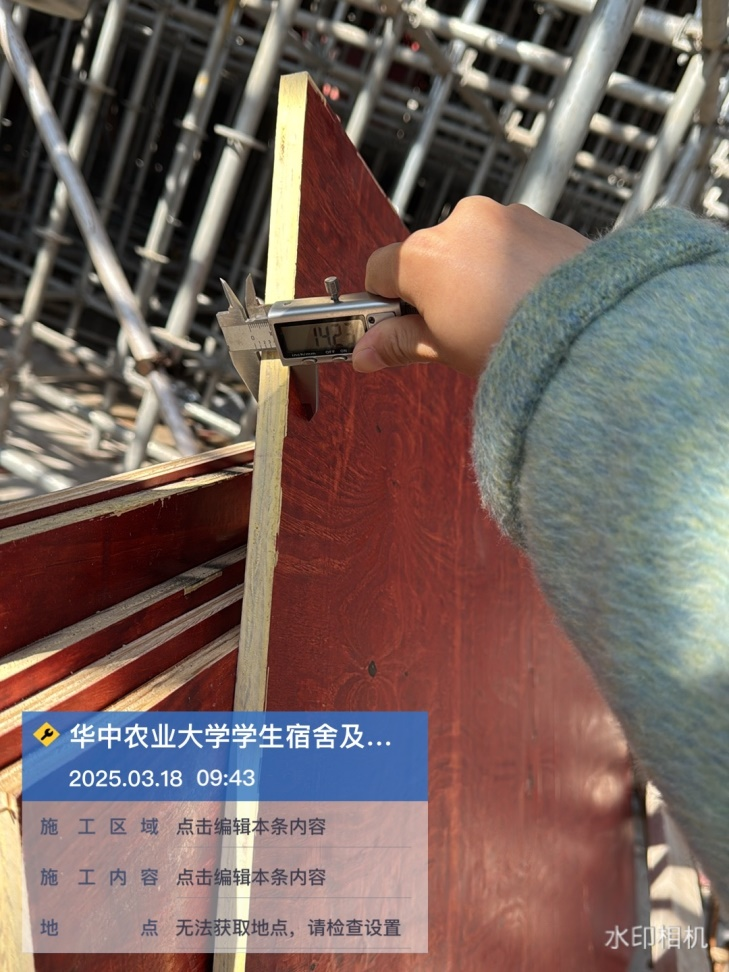 华中农业大学学生宿舍及...
2025.03.18 09:43
施工区域 点击编辑本条内容
施工内容 点击编辑本条内容
地点 无法获取地点，请检查设置
水印相机